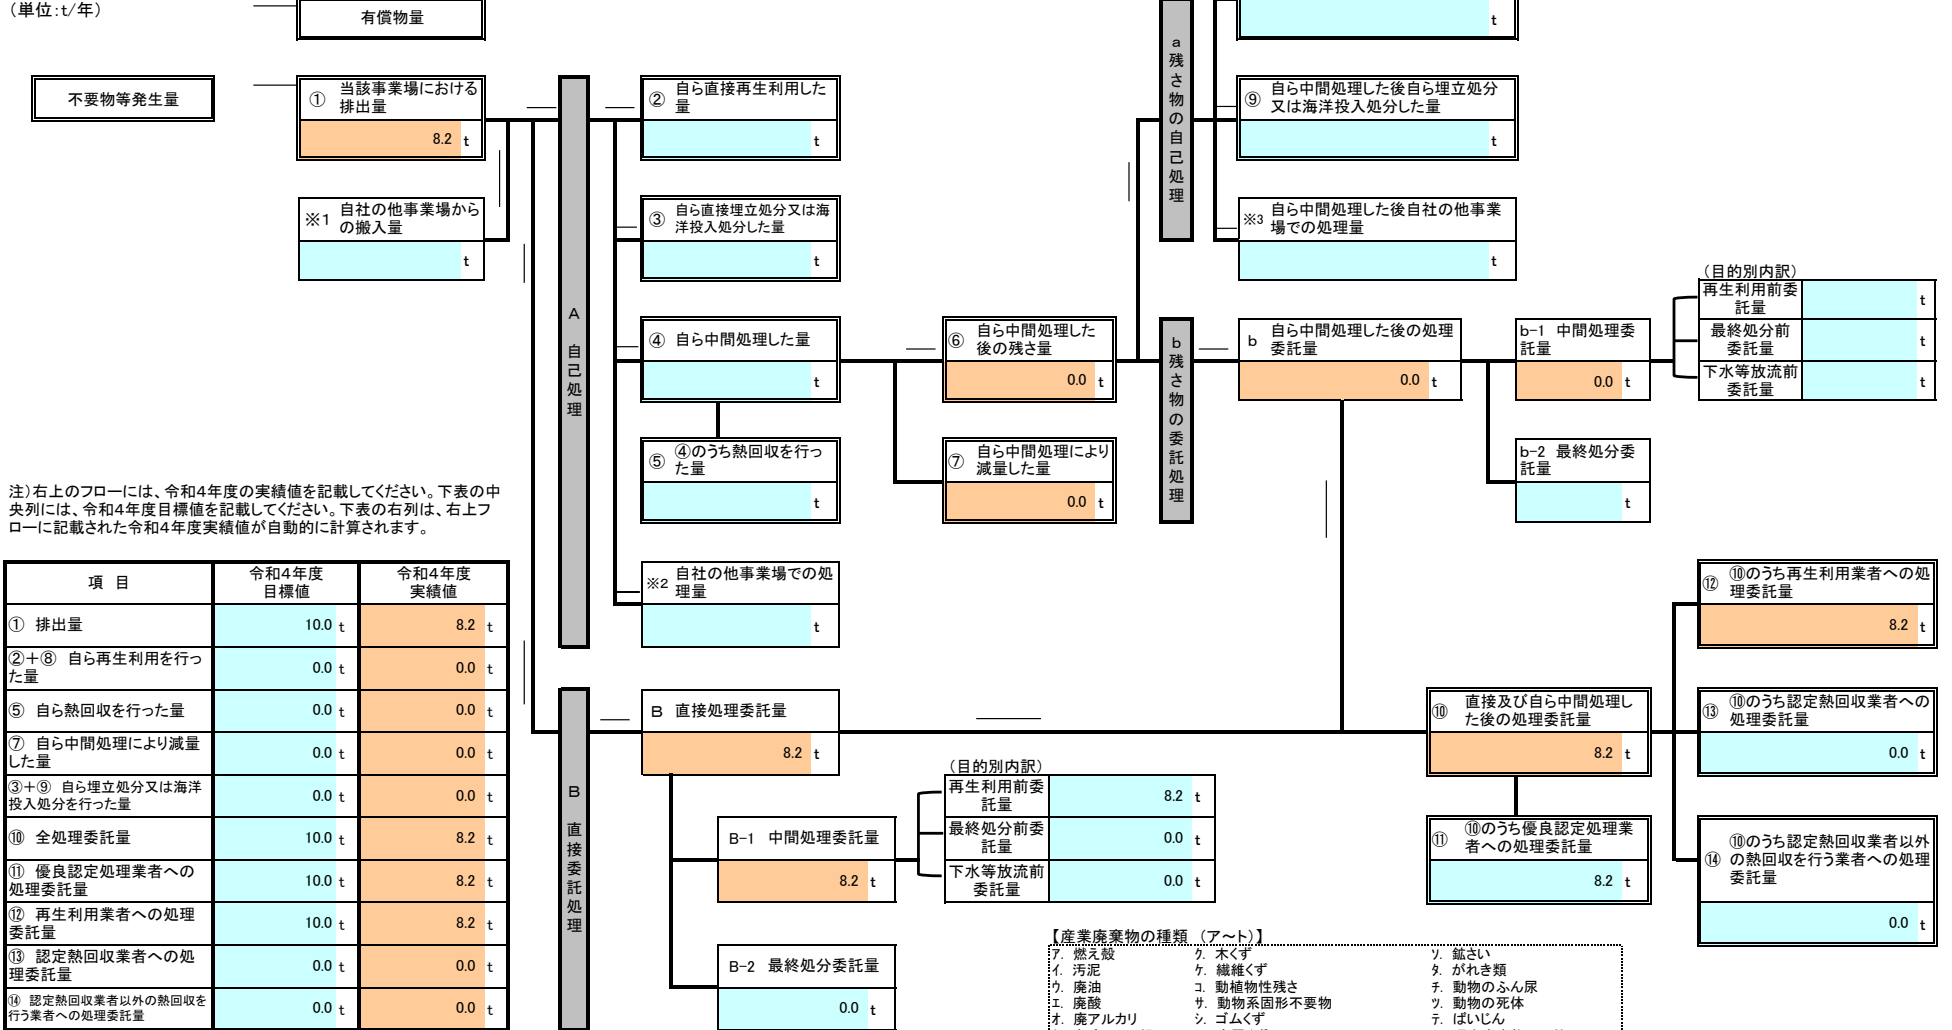 （単位:t/年）
有償物量
t
不要物等発生量
① 当該事業場における
排出量
8.2 t
※1 自社の他事業場から
の搬入量
t
A 自己処理
② 自ら直接再生利用した
量
t
③ 自ら直接埋立処分又は海
洋投入処分した量
t
④ 自ら中間処理した量
t
⑤ ④のうち熱回収を行っ
た量
t
※2 自社の他事業場での処
理量
t
⑥ 自ら中間処理した
後の残さ量
0.0 t
⑦ 自ら中間処理により
減量した量
0.0 t
a 残さ物の自己処理
⑨ 自ら中間処理した後自ら埋立処分
又は海洋投入処分した量
t
※3 自ら中間処理した後自社の他事業
場での処理量
t
b 残さ物の委託処理
b 自ら中間処理した後の処理
委託量
0.0 t
b-1 中間処理委
託量
0.0 t
b-2 最終処分委
託量
t
（目的別内訳）
再生利用前委
託量
t
最終処分前
委託量
t
下水等放流前
委託量
t
注）右上のフローには、令和4年度の実績値を記載してください。下表の中
央列には、令和4年度目標値を記載してください。下表の右列は、右上フ
ローに記載された令和4年度実績値が自動的に計算されます。
項 目 令和4年度
目標値 令和4年度
実績値
① 排出量 10.0 t 8.2 t
②＋⑧ 自ら再生利用を行っ
た量 0.0 t 0.0 t
⑤ 自ら熱回収を行った量 0.0 t 0.0 t
⑦ 自ら中間処理により減量
した量 0.0 t 0.0 t
③＋⑨ 自ら埋立処分又は海洋
投入処分を行った量 0.0 t 0.0 t
⑩ 全処理委託量 10.0 t 8.2 t
⑪ 優良認定処理業者への
処理委託量 10.0 t 8.2 t
⑫ 再生利用業者への処理
委託量 10.0 t 8.2 t
⑬ 認定熱回収業者への処
理委託量 0.0 t 0.0 t
⑭ 認定熱回収業者以外の熱回収を
行う業者への処理委託量 0.0 t 0.0 t
B 直接委託処理
B 直接処理委託量
8.2 t
B-1 中間処理委託量
8.2 t
B-2 最終処分委託量
0.0 t
（目的別内訳）
再生利用前委
託量
8.2 t
最終処分前委
託量
0.0 t
下水等放流前
委託量
0.0 t
⑩ 直接及び自ら中間処理し
た後の処理委託量
8.2 t
⑪ ⑩のうち優良認定処理業
者への処理委託量
8.2 t
⑫ ⑩のうち再生利用業者への処
理委託量
8.2 t
⑬ ⑩のうち認定熱回収業者への
処理委託量
0.0 t
⑭ ⑩のうち認定熱回収業者以外
の熱回収を行う業者への処理
委託量
0.0 t
【産業廃棄物の種類 （ア～ト）】
ア. 燃え殻 ク. 木くず ソ. 鉱さい
イ. 汚泥 ケ. 繊維くず タ. がれき類
ウ. 廃油 コ. 動植物性残さ チ. 動物のふん尿
エ. 廃酸 サ. 動物系固形不要物 ツ. 動物の死体
オ. 廃アルカリ シ. ゴムくず テ. ばいじん